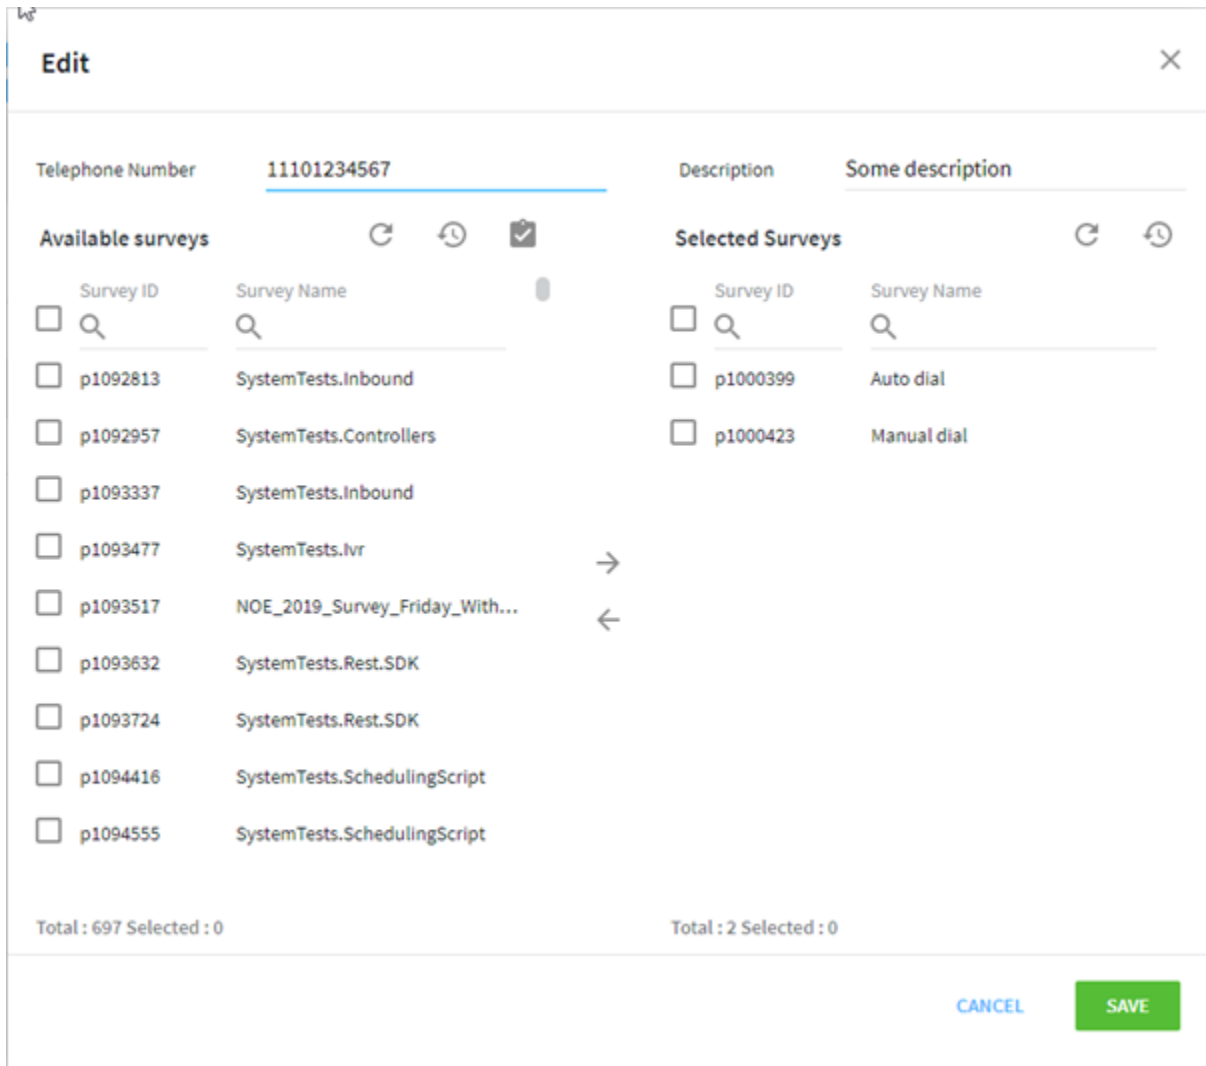 Edit
Telephone Number 11101234567 Description Some description
Available surveys Selected Surveys
Survey ID Survey Name Survey ID Survey Name
p1092813 SystemTests.Inbound p1000399 Auto dial
p1092957 SystemTests.Controllers p1000423 Manual dial
p1093337 SystemTests.Inbound
p1093477 SystemTests.Ivr
p1093517 NOE_2019_Survey_Friday_With...
p1093632 SystemTests.Rest.SDK
p1093724 SystemTests.Rest.SDK
p1094416 SystemTests.SchedulingScript
p1094555 SystemTests.SchedulingScript
Total : 697 Selected : 0 Total : 2 Selected : 0
CANCEL SAVE